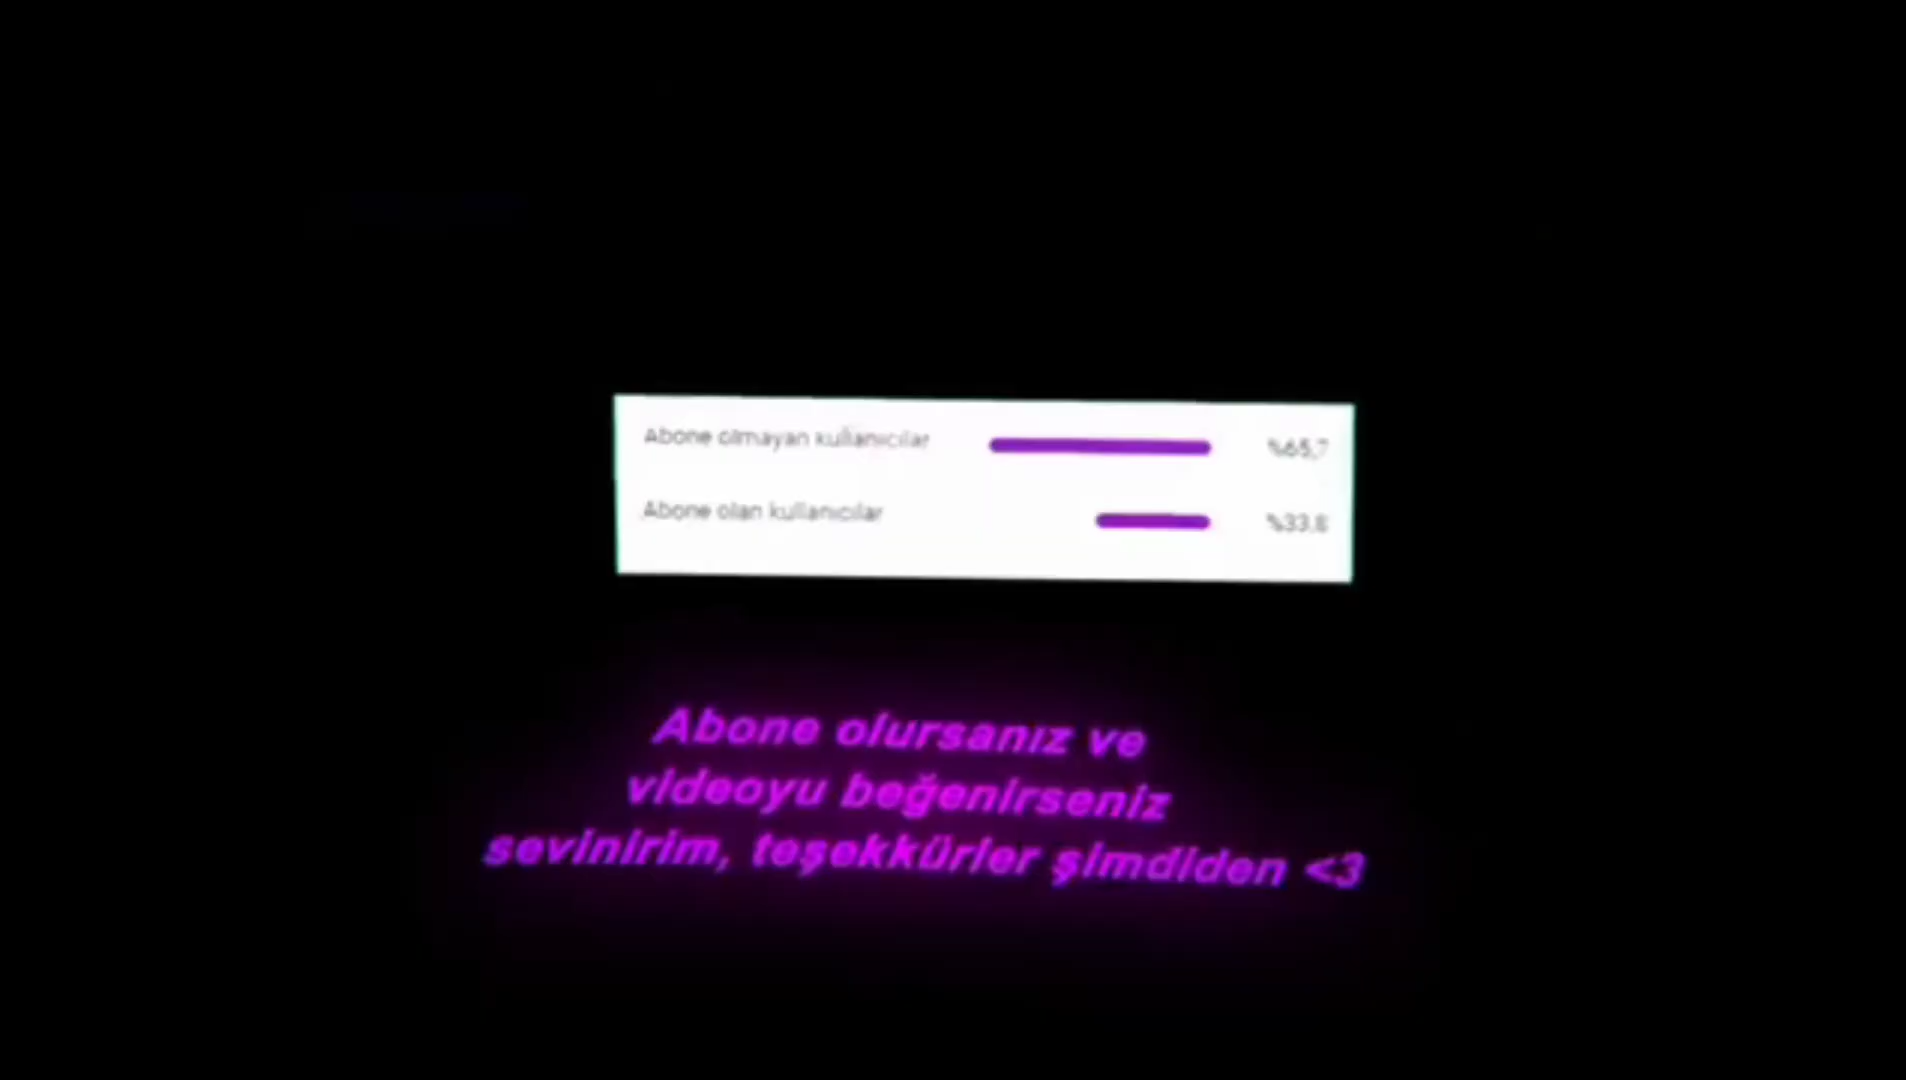 Abone olmayan kullanıcılar %65,7
Abone olan kullanıcılar %33,8
Abone olursanız ve
videoyu beğenirseniz
sevinirim, teşekkürler şimdiden <3